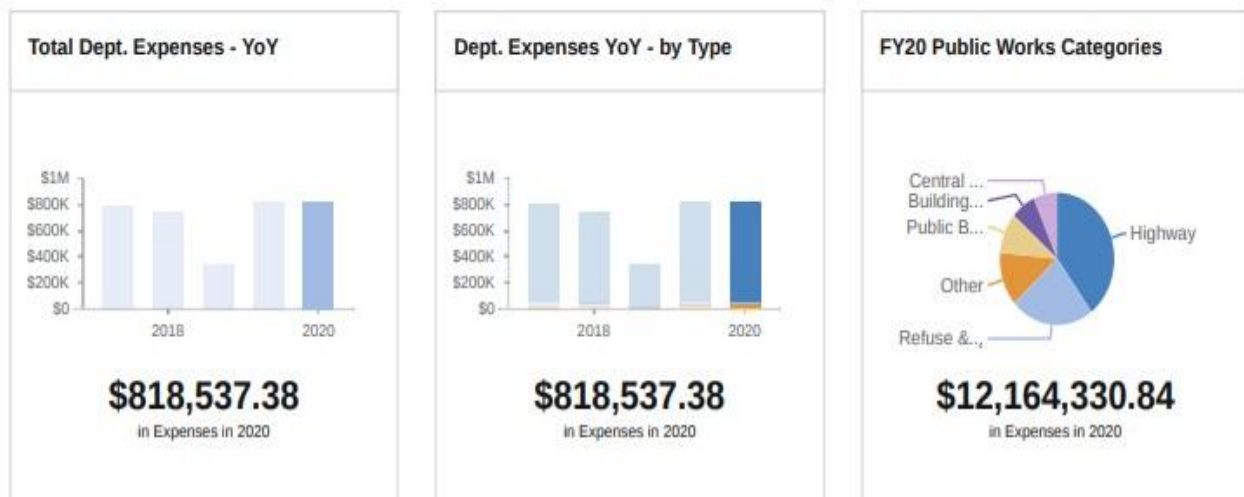 Total Dept. Expenses - YoY
$1M
$800K
$600K
$400K
$200K
$0
2018
2020
$818,537.38
in Expenses in 2020
Dept. Expenses YoY - by Type
$1M
$800K
$600K
$400K
$200K
$0
2018
2020
$818,537.38
in Expenses in 2020
FY20 Public Works Categories
Central ...
Building...
Public B...
Highway
Other
Refuse &...
$12,164,330.84
in Expenses in 2020